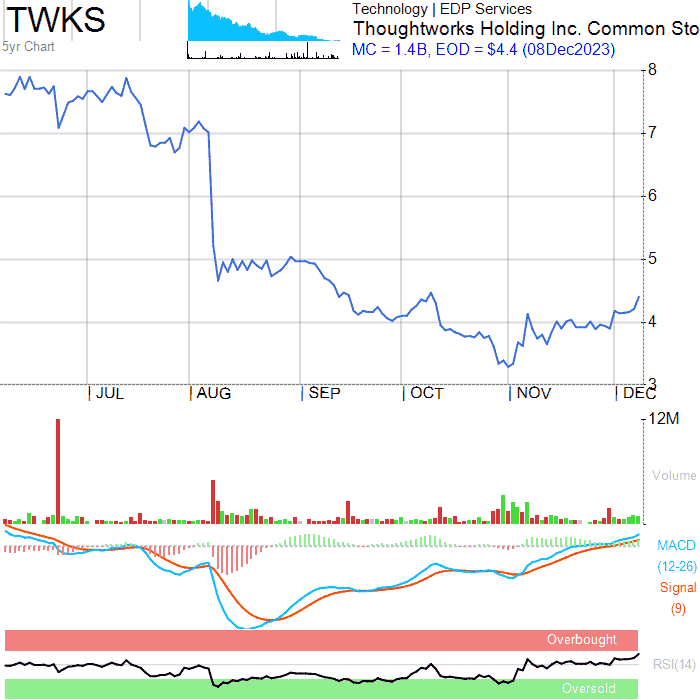 TWKS
5yr Chart
Technology | EDP Services
Thoughtworks Holding Inc. Common Sto
MC = 1.4B, EOD = $4.4 (08Dec2023)
8
7
6
5
4
3
JUL AUG SEP OCT NOV DEC
12M
Volume
MACD
(12-26)
Signal
(9)
Overbought
RSI(14)
Oversold